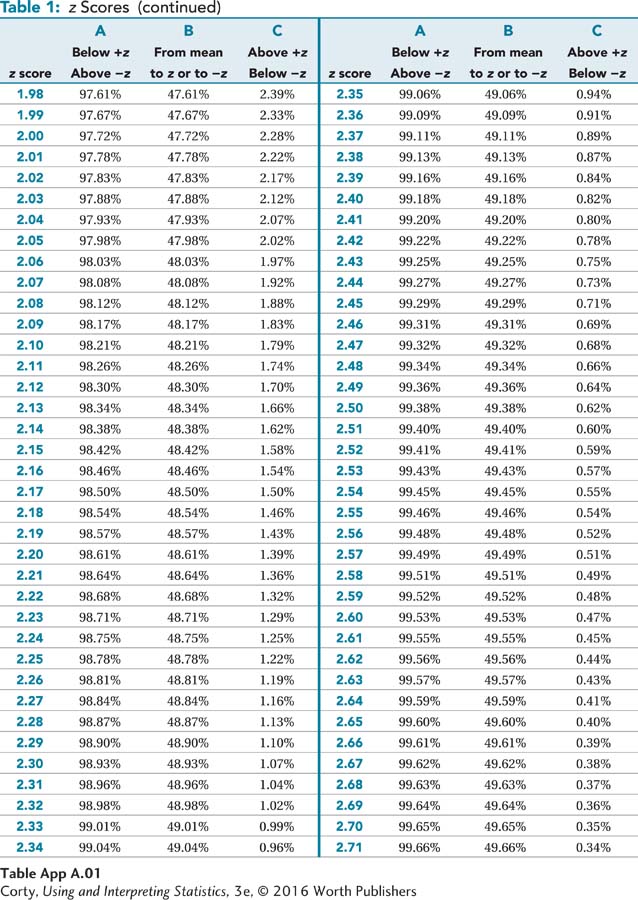 Table 1: z Scores (continued)
A B C A B C
Below +z From mean Above +z Below +z From mean Above +z
z score Above −z to z or to −z Below −z z score Above −z to z or to −z Below −z
1.98 97.61% 47.61% 2.39% 2.35 99.06% 49.06% 0.94%
1.99 97.67% 47.67% 2.33% 2.36 99.09% 49.09% 0.91%
2.00 97.72% 47.72% 2.28% 2.37 99.11% 49.11% 0.89%
2.01 97.78% 47.78% 2.22% 2.38 99.13% 49.13% 0.87%
2.02 97.83% 47.83% 2.17% 2.39 99.16% 49.16% 0.84%
2.03 97.88% 47.88% 2.12% 2.40 99.18% 49.18% 0.82%
2.04 97.93% 47.93% 2.07% 2.41 99.20% 49.20% 0.80%
2.05 97.98% 47.98% 2.02% 2.42 99.22% 49.22% 0.78%
2.06 98.03% 48.03% 1.97% 2.43 99.25% 49.25% 0.75%
2.07 98.08% 48.08% 1.92% 2.44 99.27% 49.27% 0.73%
2.08 98.12% 48.12% 1.88% 2.45 99.29% 49.29% 0.71%
2.09 98.17% 48.17% 1.83% 2.46 99.31% 49.31% 0.69%
2.10 98.21% 48.21% 1.79% 2.47 99.32% 49.32% 0.68%
2.11 98.26% 48.26% 1.74% 2.48 99.34% 49.34% 0.66%
2.12 98.30% 48.30% 1.70% 2.49 99.36% 49.36% 0.64%
2.13 98.34% 48.34% 1.66% 2.50 99.38% 49.38% 0.62%
2.14 98.38% 48.38% 1.62% 2.51 99.40% 49.40% 0.60%
2.15 98.42% 48.42% 1.58% 2.52 99.41% 49.41% 0.59%
2.16 98.46% 48.46% 1.54% 2.53 99.43% 49.43% 0.57%
2.17 98.50% 48.50% 1.50% 2.54 99.45% 49.45% 0.55%
2.18 98.54% 48.54% 1.46% 2.55 99.46% 49.46% 0.54%
2.19 98.57% 48.57% 1.43% 2.56 99.48% 49.48% 0.52%
2.20 98.61% 48.61% 1.39% 2.57 99.49% 49.49% 0.51%
2.21 98.64% 48.64% 1.36% 2.58 99.51% 49.51% 0.49%
2.22 98.68% 48.68% 1.32% 2.59 99.52% 49.52% 0.48%
2.23 98.71% 48.71% 1.29% 2.60 99.53% 49.53% 0.47%
2.24 98.75% 48.75% 1.25% 2.61 99.55% 49.55% 0.45%
2.25 98.78% 48.78% 1.22% 2.62 99.56% 49.56% 0.44%
2.26 98.81% 48.81% 1.19% 2.63 99.57% 49.57% 0.43%
2.27 98.84% 48.84% 1.16% 2.64 99.59% 49.59% 0.41%
2.28 98.87% 48.87% 1.13% 2.65 99.60% 49.60% 0.40%
2.29 98.90% 48.90% 1.10% 2.66 99.61% 49.61% 0.39%
2.30 98.93% 48.93% 1.07% 2.67 99.62% 49.62% 0.38%
2.31 98.96% 48.96% 1.04% 2.68 99.63% 49.63% 0.37%
2.32 98.98% 48.98% 1.02% 2.69 99.64% 49.64% 0.36%
2.33 99.01% 49.01% 0.99% 2.70 99.65% 49.65% 0.35%
2.34 99.04% 49.04% 0.96% 2.71 99.66% 49.66% 0.34%
Table App A.01
Corty, Using and Interpreting Statistics, 3e, © 2016 Worth Publishers